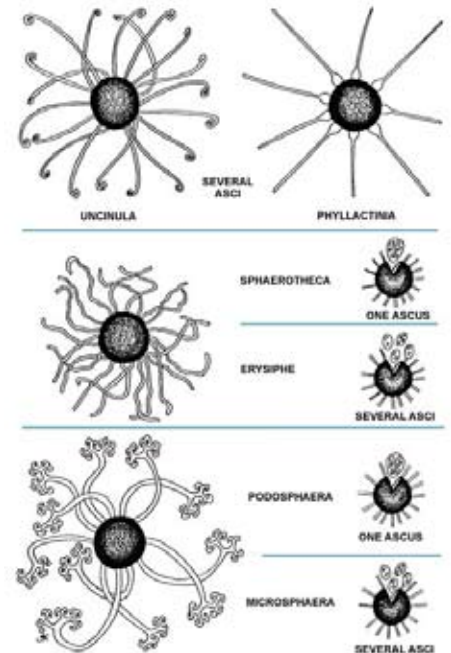 SEVERAL
ASCI
UNCINULA
PHYLLACTINIA
SPHAEROTHECA
ONE ASCUS
ERYSIPHE
SEVERAL ASCI
PODOSPHAERA
ONE ASCUS
MICROSPHAERA
SEVERAL ASCI